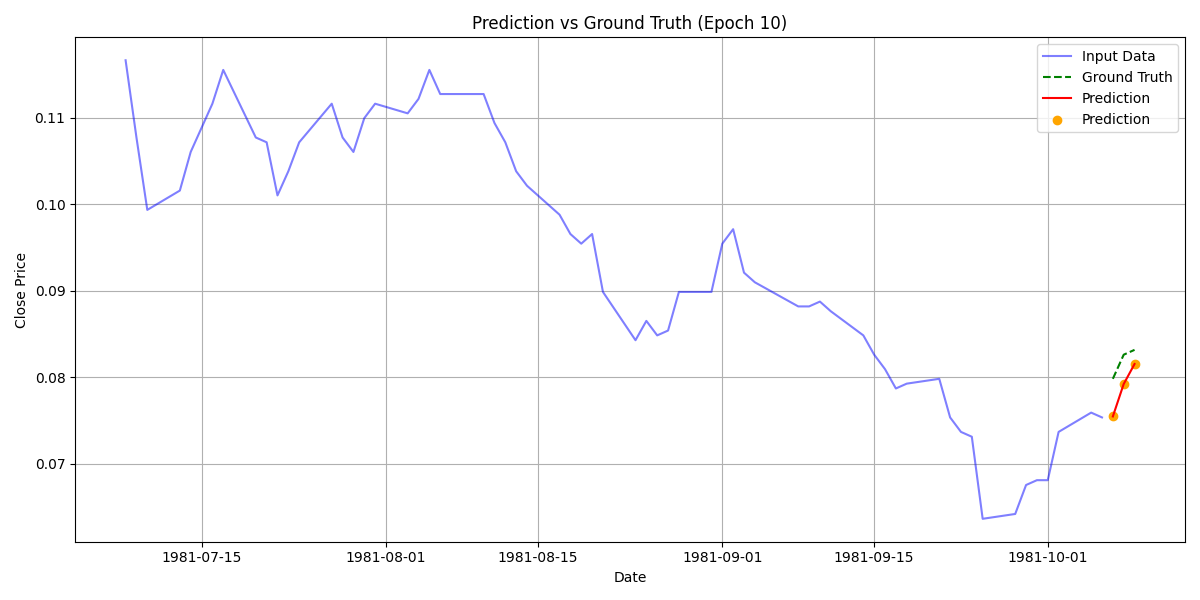 Prediction vs Ground Truth (Epoch 10)
Input Data
Ground Truth
Prediction
Prediction
0.11
0.10
0.09
0.08
0.07
Close Price
1981-07-15
1981-08-01
1981-08-15
1981-09-01
1981-09-15
1981-10-01
Date